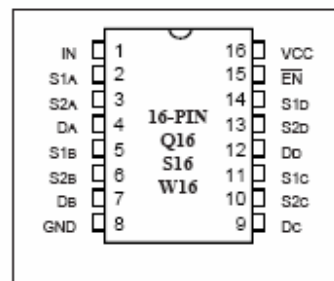 IN 1 16 VCC
S1A 2 15 EN
S2A 3 14 S1D
DA 4 13 S2D
S1B 5 12 DD
S2B 6 11 S1C
DB 7 10 S2C
GND 8 9 DC
16-PIN
Q16
S16
W16